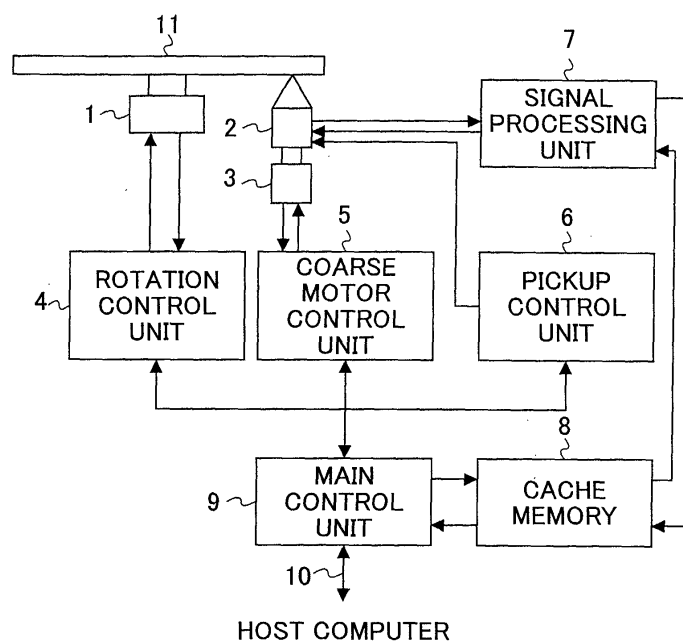 11
1
2
3
7
SIGNAL
PROCESSING
UNIT
4
ROTATION
CONTROL
UNIT
5
COARSE
MOTOR
CONTROL
UNIT
6
PICKUP
CONTROL
UNIT
9
MAIN
CONTROL
UNIT
8
CACHE
MEMORY
10
HOST COMPUTER